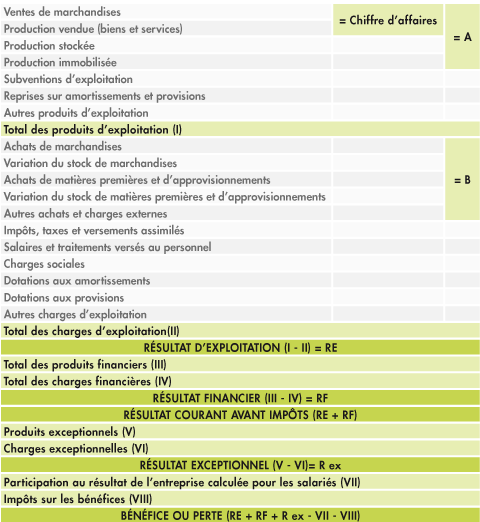 Ventes de marchandises
= Chiffre d'affaires
Production vendue (biens et services)
= A
Production stockée
Production immobilisée
Subventions d'exploitation
Reprises sur amortissements et provisions
Autres produits d'exploitation
Total des produits d'exploitation (I)
Achats de marchandises
Variation du stock de marchandises
Achats de matières premières et d'approvisionnements
= B
Variation du stock de matières premières et d'approvisionnements
Autres achats et charges externes
Impôts, taxes et versements assimilés
Salaires et traitements versés au personnel
Charges sociales
Dotations aux amortissements
Dotations aux provisions
Autres charges d'exploitation
Total des charges d'exploitation(II)
RÉSULTAT D'EXPLOITATION (I - II) = RE
Total des produits financiers (III)
Total des charges financières (IV)
RÉSULTAT FINANCIER (III - IV) = RF
RÉSULTAT COURANT AVANT IMPÔTS (RE + RF)
Produits exceptionnels (V)
Charges exceptionnelles (VI)
RÉSULTAT EXCEPTIONNEL (V - VI)= R ex
Participation au résultat de l'entreprise calculée pour les salariés (VII)
Impôts sur les bénéfices (VIII)
BÉNÉFICE OU PERTE (RE + RF + R ex - VII - VIII)